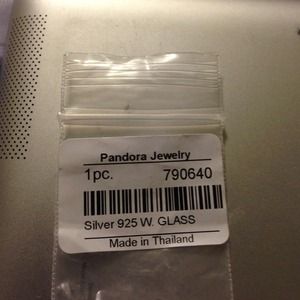 Pandora Jewelry
1pc. 790640
Silver 925 W. GLASS
Made in Thailand